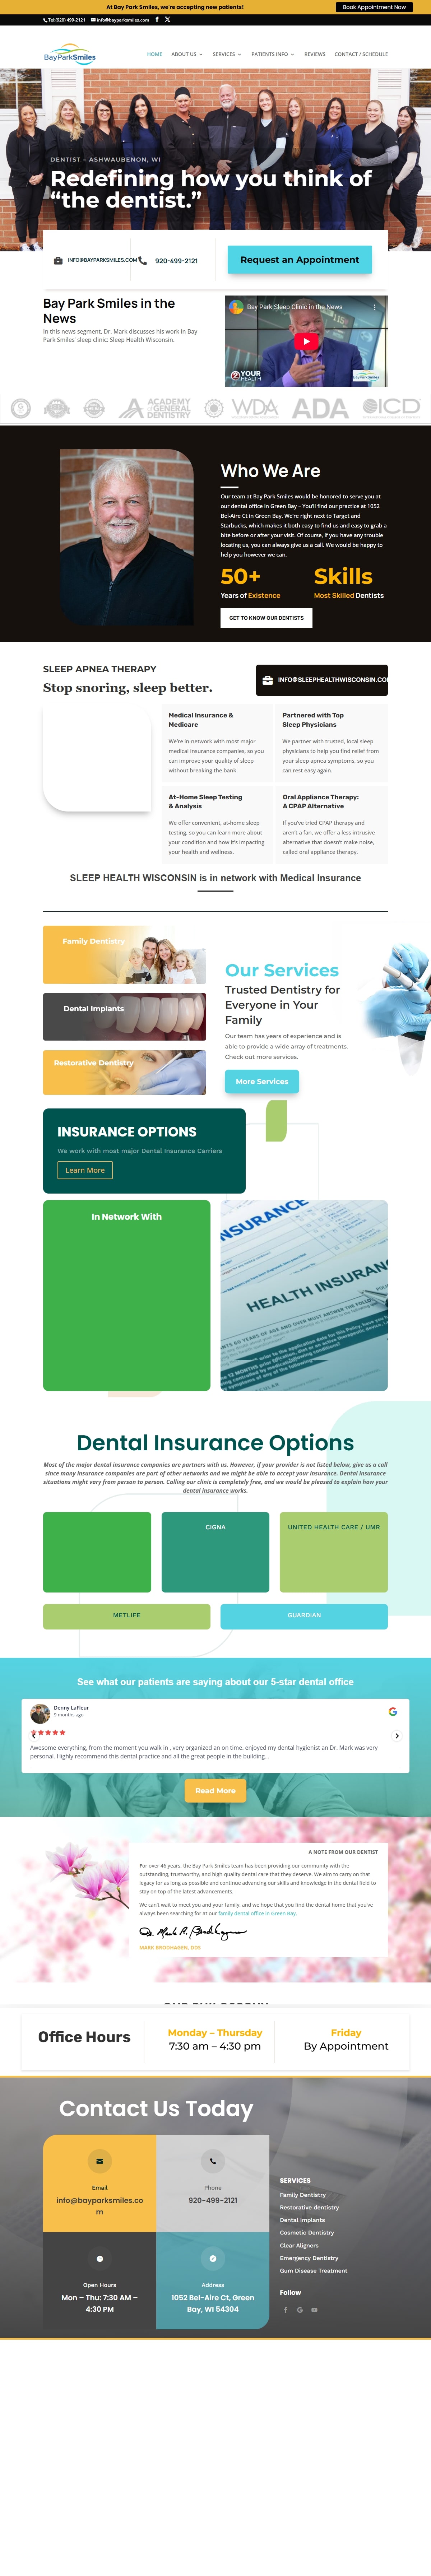 At Bay Park Smiles, we're accepting new patients!
Book Appointment Now
Tel:(920) 499-2121 info@bayparksmiles.com
BayParkSmiles
HOME ABOUT US SERVICES PATIENTS INFO REVIEWS CONTACT / SCHEDULE
DENTIST – ASHWAUBENON, WI
Redefining how you think of
“the dentist.”
INFO@BAYPARKSMILES.COM
920-499-2121
Request an Appointment
Bay Park Smiles in the
News
In this news segment, Dr. Mark discusses his work in Bay
Park Smiles' sleep clinic: Sleep Health Wisconsin.
Bay Park Sleep Clinic in the News
2 YOUR
HEALTH
BayParkSmiles
ACADEMY
of GENERAL
DENTISTRY
WDA
ADA
ICD
Who We Are
Our team at Bay Park Smiles would be honored to serve you at
our dental office in Green Bay – You'll find our practice at 1052
Bel-Aire Ct in Green Bay. We're right next to Target and
Starbucks, which makes it both easy to find us and easy to grab a
bite before or after your visit. Of course, if you have any trouble
locating us, you can always give us a call. We would be happy to
help you however we can.
50+
Years of Existence
Skills
Most Skilled Dentists
GET TO KNOW OUR DENTISTS
SLEEP APNEA THERAPY
Stop snoring, sleep better.
INFO@SLEEPHEALTHWISCONSIN.CO
Medical Insurance &
Medicare
We're in-network with most major
medical insurance companies, so you
can improve your quality of sleep
without breaking the bank.
Partnered with Top
Sleep Physicians
We partner with trusted, local sleep
physicians to help you find relief from
your sleep apnea symptoms, so you
can rest easy again.
At-Home Sleep Testing
& Analysis
We offer convenient, at-home sleep
testing, so you can learn more about
your condition and how it's impacting
your health and wellness.
Oral Appliance Therapy:
A CPAP Alternative
If you've tried CPAP therapy and
aren't a fan, we offer a less intrusive
alternative that doesn't make noise,
called oral appliance therapy.
SLEEP HEALTH WISCONSIN is in network with Medical Insurance
Family Dentistry
Dental Implants
Restorative Dentistry
Our Services
Trusted Dentistry for
Everyone in Your
Family
Our team has years of experience and is
able to provide a wide array of treatments.
Check out more services.
More Services
INSURANCE OPTIONS
We work with most major Dental Insurance Carriers
Learn More
In Network With
INSURANCE
HEALTH INSURANCE
Dental Insurance Options
Most of the major dental insurance companies are partners with us. However, if your provider is not listed below, give us a call
since many insurance companies are part of other networks and we might be able to accept your insurance. Dental insurance
situations might vary from person to person. Calling our clinic is completely free, and we would be pleased to explain how your
dental insurance works.
CIGNA
UNITED HEALTH CARE / UMR
METLIFE
GUARDIAN
See what our patients are saying about our 5-star dental office
Denny LaFleur
9 months ago
Awesome everything, from the moment you walk in , very organized an on time. enjoyed my dental hygienist an Dr. Mark was very
personal. Highly recommend this dental practice and all the great people in the building...
Read More
A NOTE FROM OUR DENTIST
For over 46 years, the Bay Park Smiles team has been providing our community with the
outstanding, trustworthy, and high-quality dental care that they deserve. We aim to carry on that
legacy for as long as possible and continue advancing our skills and knowledge in the dental field to
stay on top of the latest advancements.
We can't wait to meet you and your family, and we hope that you find the dental home that you've
always been searching for at our family dental office in Green Bay.
MARK BRODHAGEN, DDS
OUR PHILOSOPHY
Office Hours
Monday – Thursday
7:30 am – 4:30 pm
Friday
By Appointment
Contact Us Today
Email
info@bayparksmiles.co
m
Phone
920-499-2121
Open Hours
Mon – Thu: 7:30 AM –
4:30 PM
Address
1052 Bel-Aire Ct, Green
Bay, WI 54304
SERVICES
Family Dentistry
Restorative dentistry
Dental Implants
Cosmetic Dentistry
Clear Aligners
Emergency Dentistry
Gum Disease Treatment
Follow